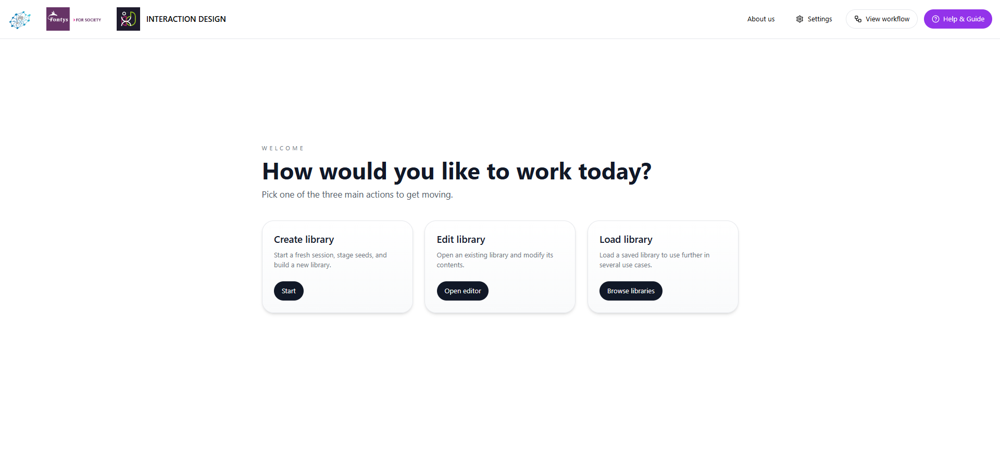 Fontys
> FOR SOCIETY
INTERACTION DESIGN
About us
Settings
View workflow
Help & Guide
WELCOME
How would you like to work today?
Pick one of the three main actions to get moving.
Create library
Start a fresh session, stage seeds, and
build a new library.
Start
Edit library
Open an existing library and modify its
contents.
Open editor
Load library
Load a saved library to use further in
several use cases.
Browse libraries